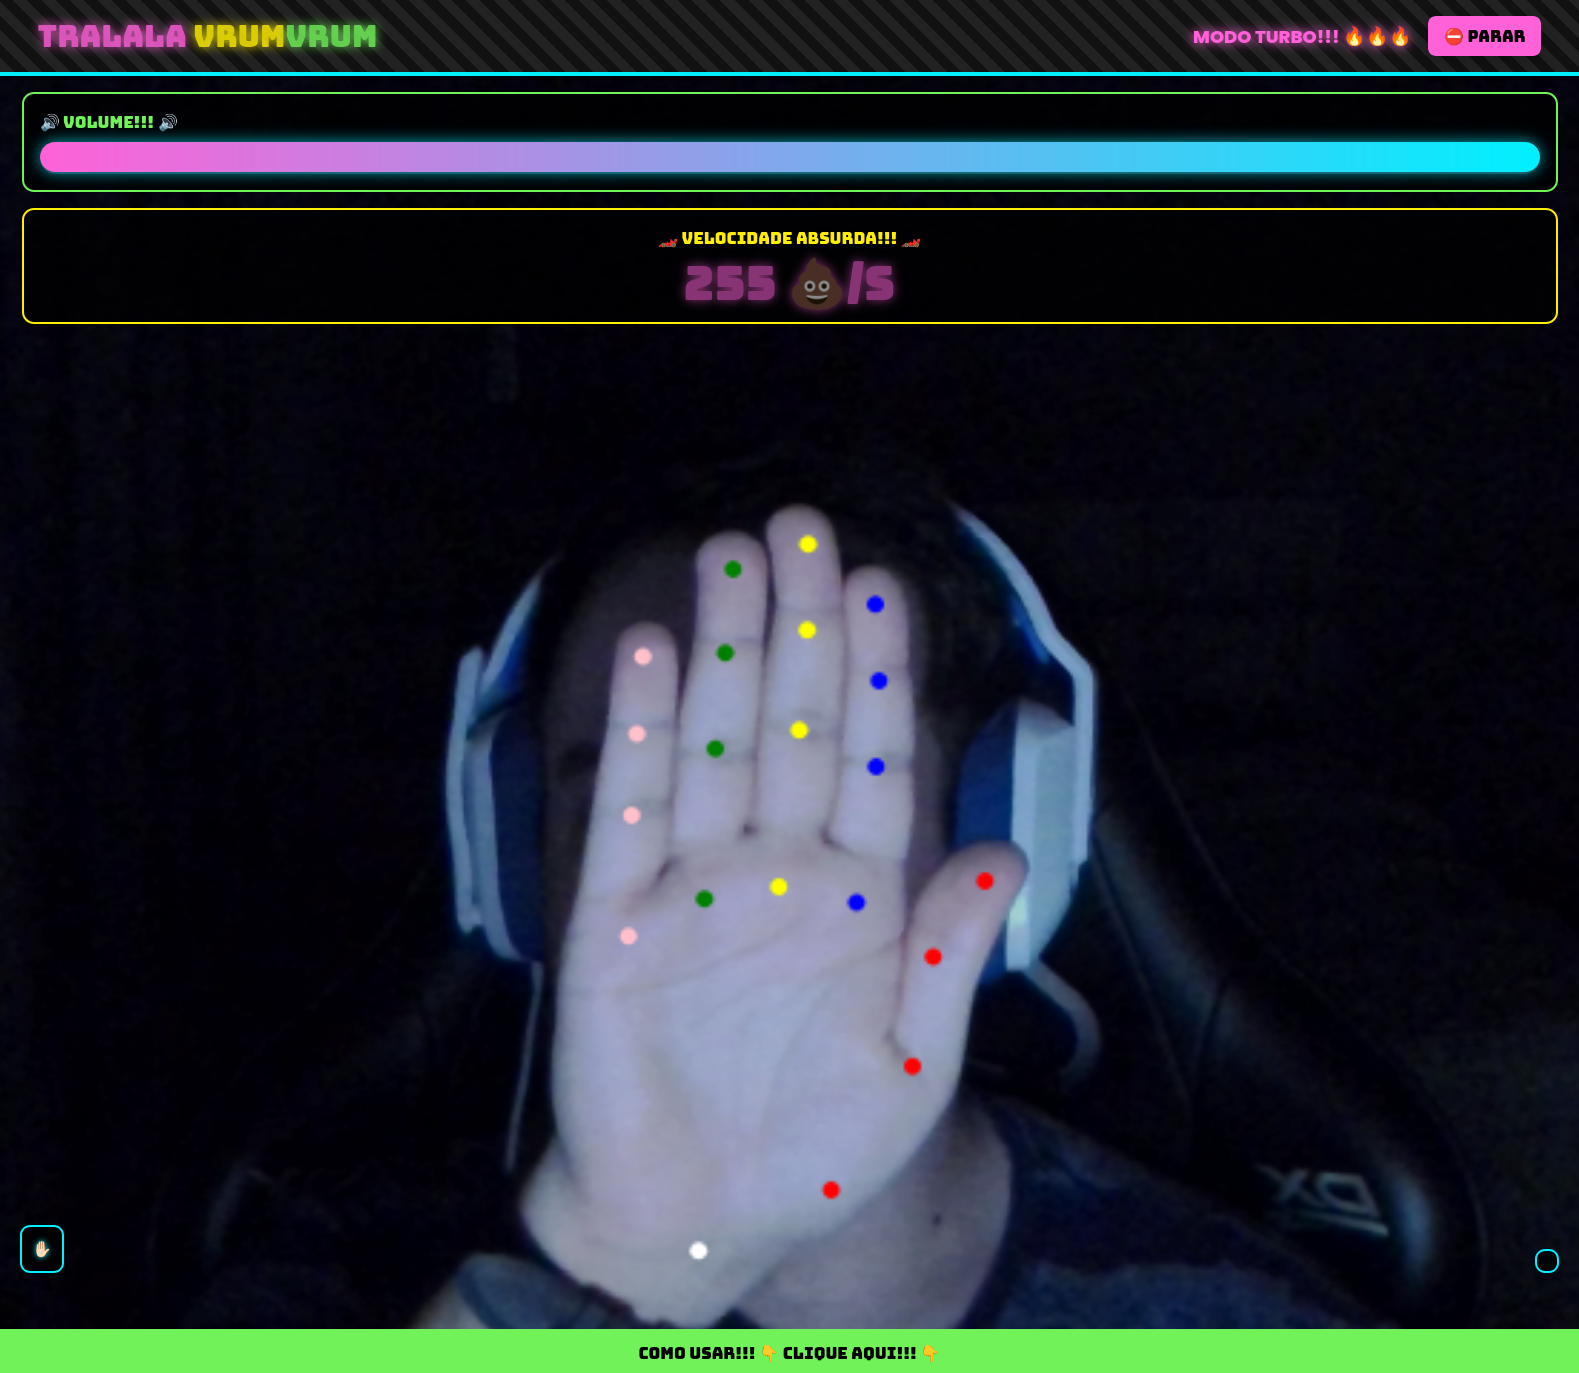 TRALALA VRUMVRUM
MODO TURBO!!! 🔥🔥🔥
⛔ PARAR
🔊 VOLUME!!! 🔊
🏎️ VELOCIDADE ABSURDA!!! 🏎️
255 💩/S
COMO USAR!!! 👇 CLIQUE AQUI!!! 👇